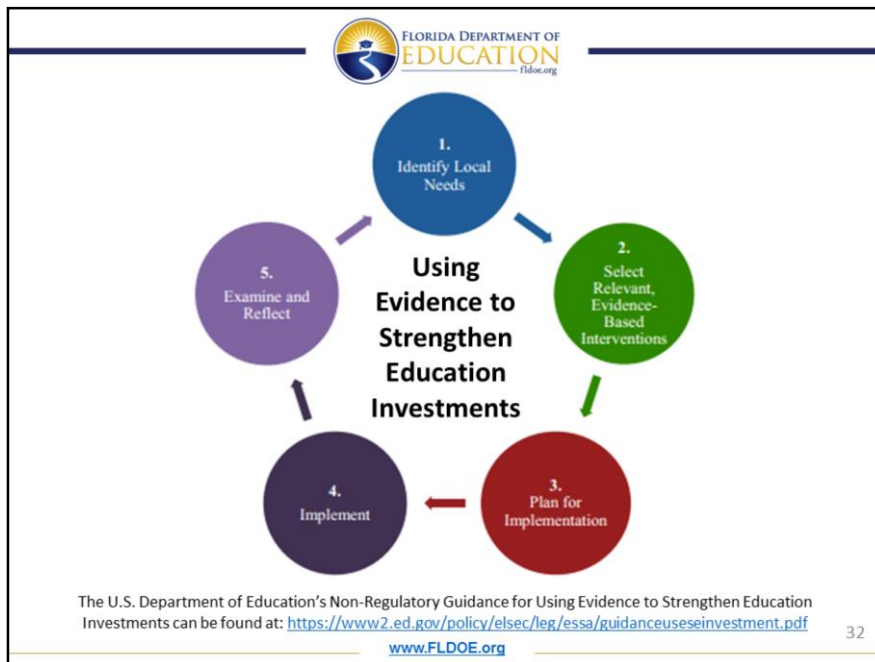 FLORIDA DEPARTMENT OF
EDUCATION
fldoe.org
1.
Identify Local
Needs
2.
Select
Relevant,
Evidence-
Based
Interventions
3.
Plan for
Implementation
4.
Implement
5.
Examine and
Reflect
Using
Evidence to
Strengthen
Education
Investments
The U.S. Department of Education’s Non-Regulatory Guidance for Using Evidence to Strengthen Education
Investments can be found at: https://www2.ed.gov/policy/elsec/leg/essa/guidanceuseseinvestment.pdf
32
www.FLDOE.org